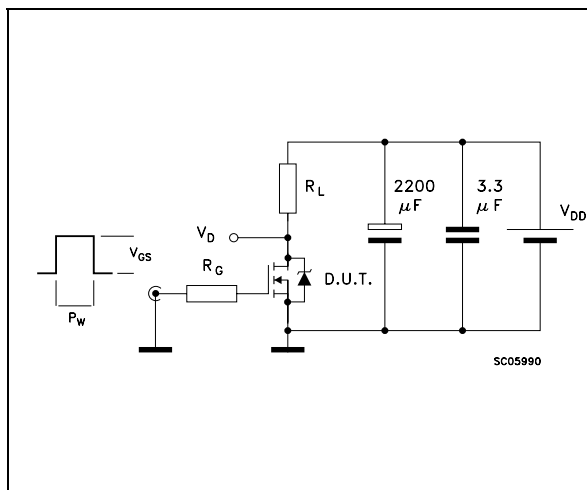 R_L
2200
μF
3.3
μF
V_DD
V_D
V_GS
R_G
D.U.T.
P_W
SC05990